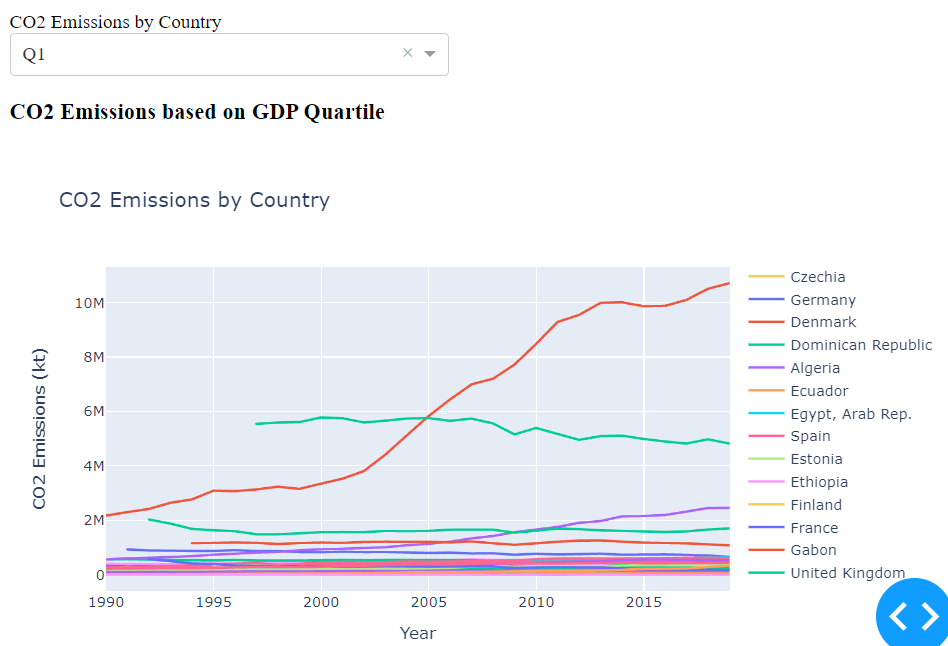 CO2 Emissions by Country
Q1
CO2 Emissions based on GDP Quartile
CO2 Emissions by Country
CO2 Emissions (kt)
10M
8M
6M
4M
2M
0
1990 1995 2000 2005 2010 2015
Year
Czechia
Germany
Denmark
Dominican Republic
Algeria
Ecuador
Egypt, Arab Rep.
Spain
Estonia
Ethiopia
Finland
France
Gabon
United Kingdom